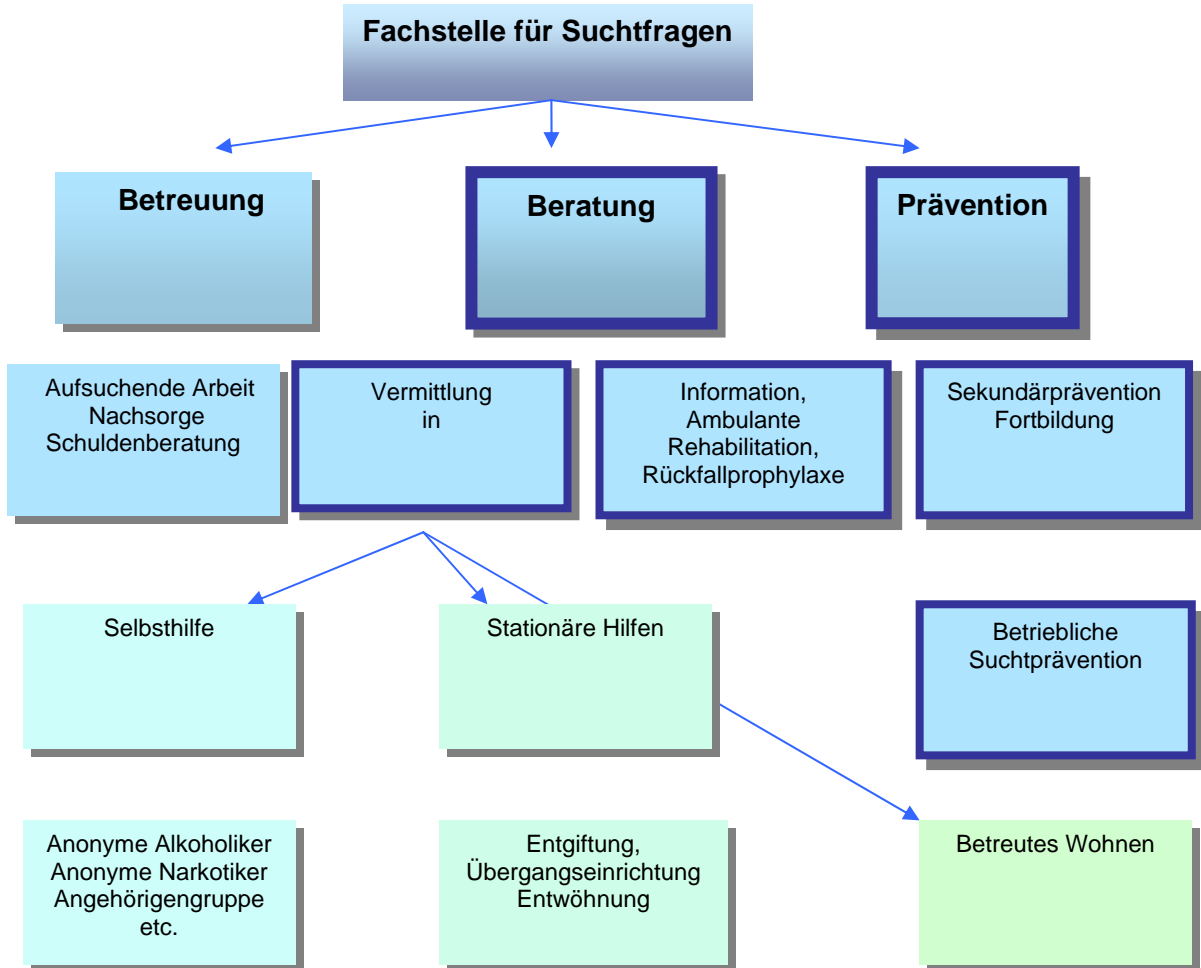 Fachstelle für Suchtfragen
Betreuung
Beratung
Prävention
Aufsuchende Arbeit
Nachsorge
Schuldenberatung
Vermittlung
in
Information,
Ambulante
Rehabilitation,
Rückfallprophylaxe
Sekundärprävention
Fortbildung
Selbsthilfe
Stationäre Hilfen
Betriebliche
Suchtprävention
Anonyme Alkoholiker
Anonyme Narkotiker
Angehörigengruppe
etc.
Entgiftung,
Übergangseinrichtung
Entwöhnung
Betreutes Wohnen